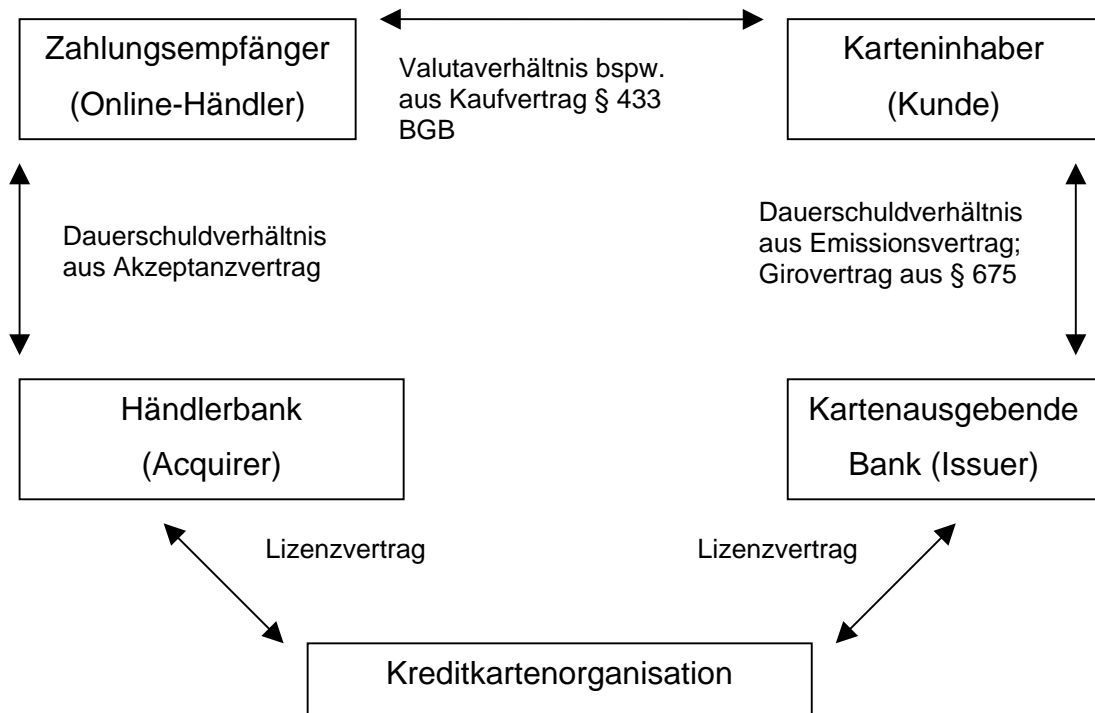 Zahlungsempfänger
(Online-Händler)
Valutaverhältnis bspw.
aus Kaufvertrag § 433
BGB
Karteninhaber
(Kunde)
Dauerschuldverhältnis
aus Akzeptanzvertrag
Dauerschuldverhältnis
aus Emissionsvertrag;
Girovertrag aus § 675
Händlerbank
(Acquirer)
Kartenausgebende
Bank (Issuer)
Lizenzvertrag
Lizenzvertrag
Kreditkartenorganisation